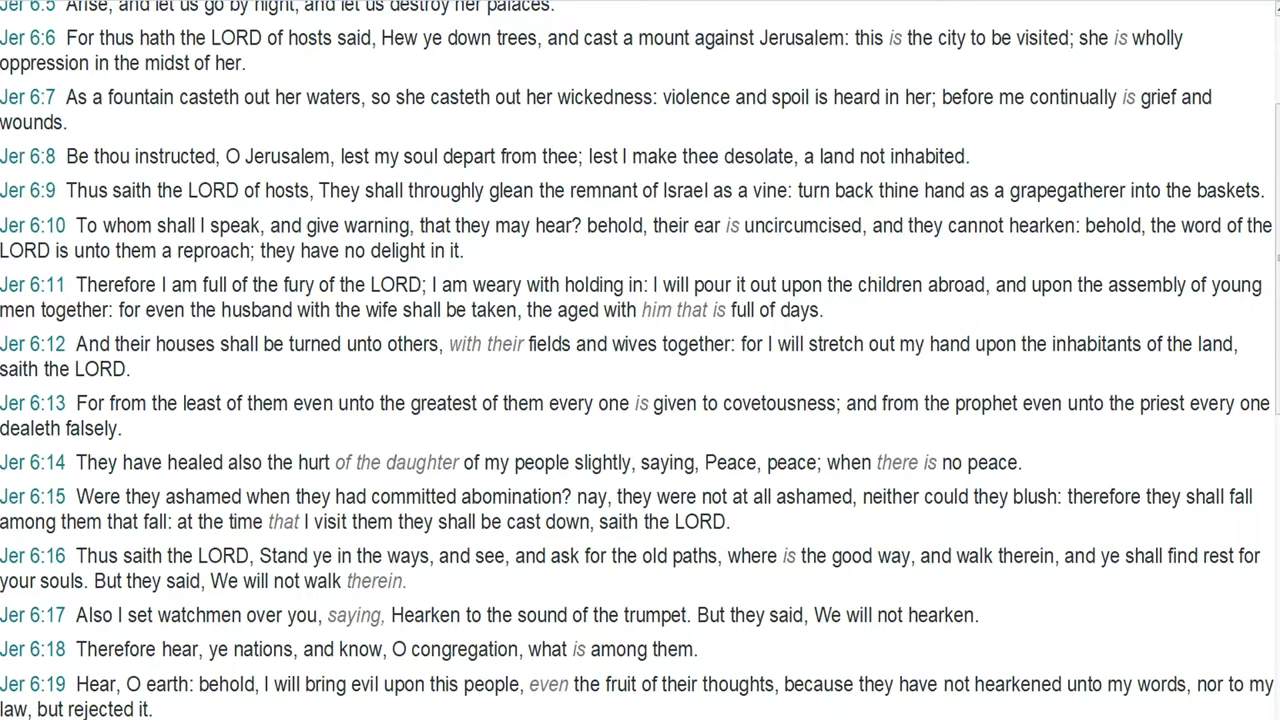 Jer 6:5 Arise, and let us go by night, and let us destroy her palaces.
Jer 6:6 For thus hath the LORD of hosts said, Hew ye down trees, and cast a mount against Jerusalem: this is the city to be visited; she is wholly
oppression in the midst of her.
Jer 6:7 As a fountain casteth out her waters, so she casteth out her wickedness: violence and spoil is heard in her; before me continually is grief and
wounds.
Jer 6:8 Be thou instructed, O Jerusalem, lest my soul depart from thee; lest I make thee desolate, a land not inhabited.
Jer 6:9 Thus saith the LORD of hosts, They shall throughly glean the remnant of Israel as a vine: turn back thine hand as a grapegatherer into the baskets.
Jer 6:10 To whom shall I speak, and give warning, that they may hear? behold, their ear is uncircumcised, and they cannot hearken: behold, the word of the
LORD is unto them a reproach; they have no delight in it.
Jer 6:11 Therefore I am full of the fury of the LORD; I am weary with holding in: I will pour it out upon the children abroad, and upon the assembly of young
men together: for even the husband with the wife shall be taken, the aged with him that is full of days.
Jer 6:12 And their houses shall be turned unto others, with their fields and wives together: for I will stretch out my hand upon the inhabitants of the land,
saith the LORD.
Jer 6:13 For from the least of them even unto the greatest of them every one is given to covetousness; and from the prophet even unto the priest every one
dealeth falsely.
Jer 6:14 They have healed also the hurt of the daughter of my people slightly, saying, Peace, peace; when there is no peace.
Jer 6:15 Were they ashamed when they had committed abomination? nay, they were not at all ashamed, neither could they blush: therefore they shall fall
among them that fall: at the time that I visit them they shall be cast down, saith the LORD.
Jer 6:16 Thus saith the LORD, Stand ye in the ways, and see, and ask for the old paths, where is the good way, and walk therein, and ye shall find rest for
your souls. But they said, We will not walk therein.
Jer 6:17 Also I set watchmen over you, saying, Hearken to the sound of the trumpet. But they said, We will not hearken.
Jer 6:18 Therefore hear, ye nations, and know, O congregation, what is among them.
Jer 6:19 Hear, O earth: behold, I will bring evil upon this people, even the fruit of their thoughts, because they have not hearkened unto my words, nor to my
law, but rejected it.